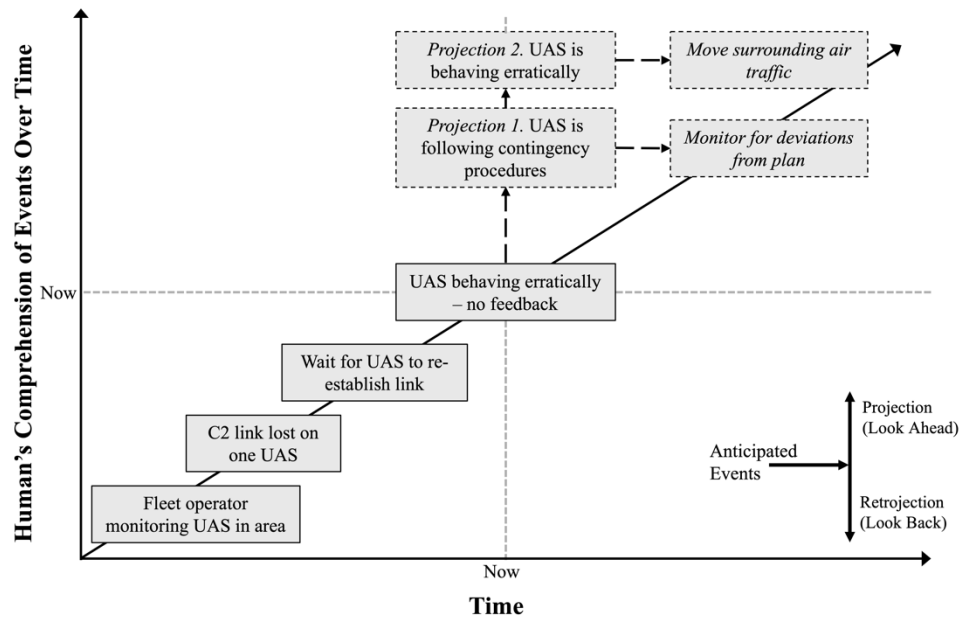 Human's Comprehension of Events Over Time
Projection 2. UAS is
behaving erratically
Move surrounding air
traffic
Projection 1. UAS is
following contingency
procedures
Monitor for deviations
from plan
UAS behaving erratically
– no feedback
Now
Wait for UAS to re-
establish link
C2 link lost on
one UAS
Fleet operator
monitoring UAS in area
Projection
(Look Ahead)
Anticipated
Events
Retrojection
(Look Back)
Now
Time